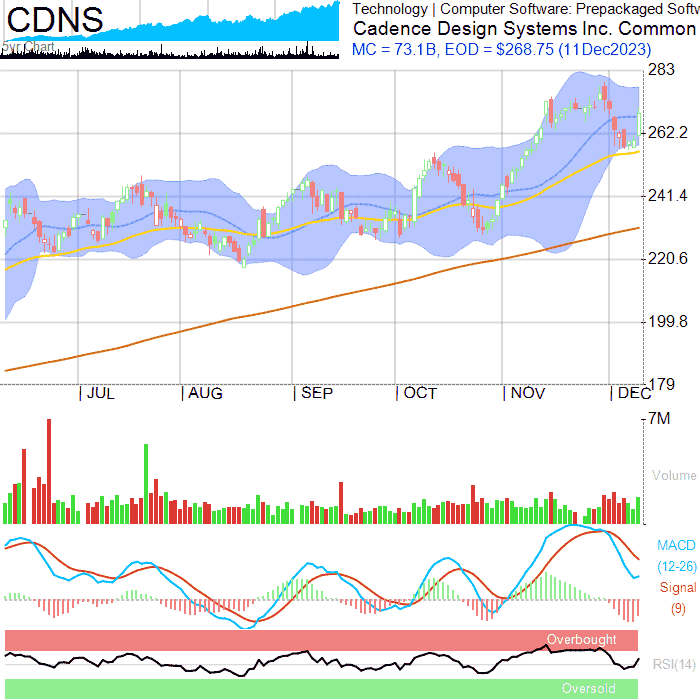 CDNS
5yr Chart
Technology | Computer Software: Prepackaged Softw
Cadence Design Systems Inc. Common
MC = 73.1B, EOD = $268.75 (11Dec2023)
283
262.2
241.4
220.6
199.8
179
JUL AUG SEP OCT NOV DEC
7M
Volume
MACD
(12-26)
Signal
(9)
Overbought
RSI(14)
Oversold